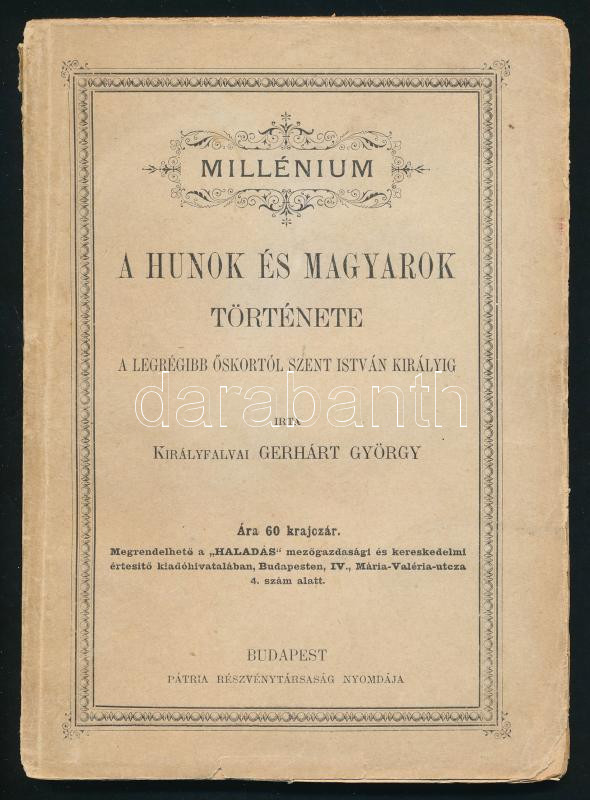 MILLÉNIUM
A HUNOK ÉS MAGYAROK
TÖRTÉNETE
A LEGRÉGIBB ŐSKORTÓL SZENT ISTVÁN KIRÁLYIG
darabanth
IRTA
KIRÁLYFALVAI GERHÁRT GYÖRGY
Ára 60 krajczár.
Megrendelhető a „HALADÁS" mezőgazdasági és kereskedelmi
értesitő kiadóhivatalában, Budapesten, IV., Mária-Valéria-utcza
4. szám alatt.
BUDAPEST
PÁTRIA RÉSZVÉNYTÁRSASÁG NYOMDÁJA